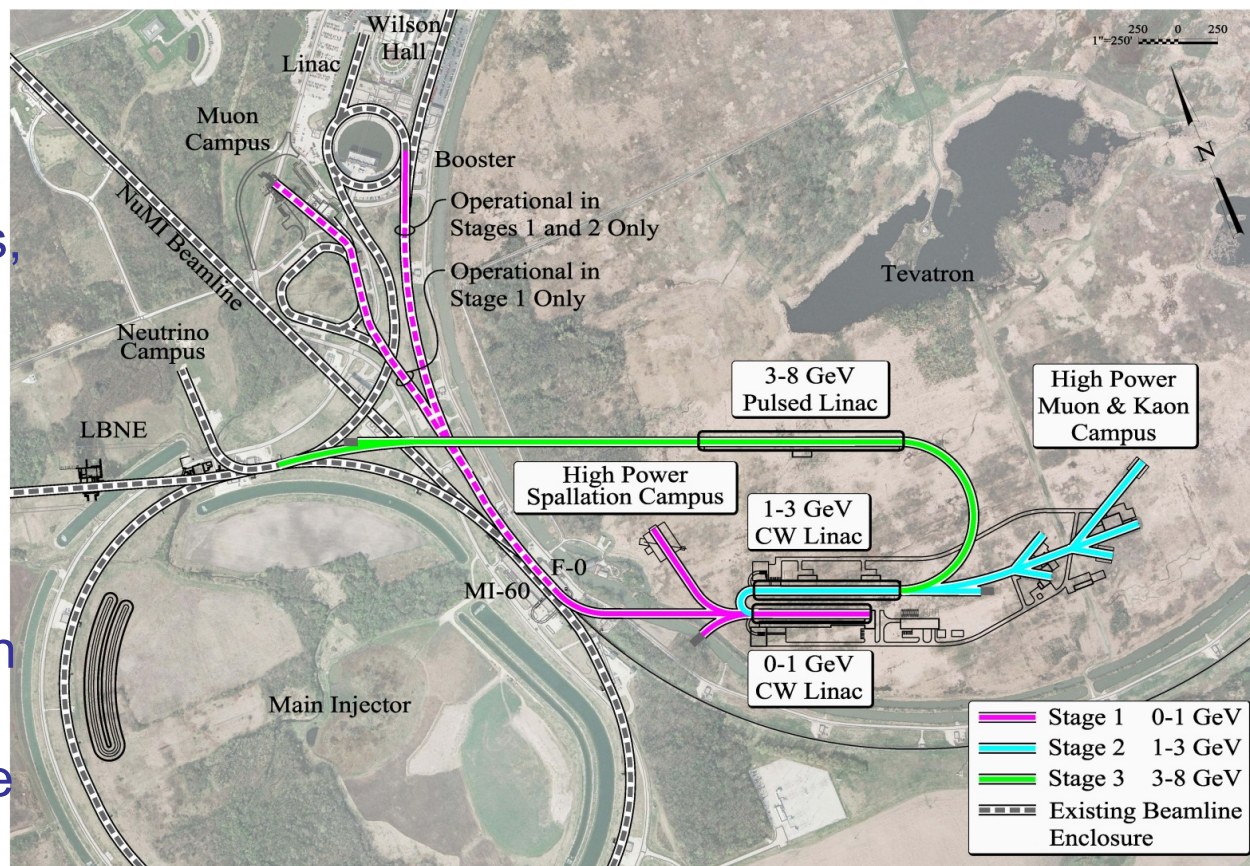 Wilson
Hall
Linac
Muon
Campus
Booster
Operational in
Stages 1 and 2 Only
Operational in
Stage 1 Only
NuMI Beamline
Neutrino
Campus
LBNE
250 0 250
1"=250'
N
Tevatron
3-8 GeV
Pulsed Linac
High Power
Muon & Kaon
Campus
High Power
Spallation Campus
1-3 GeV
CW Linac
F-0
MI-60
0-1 GeV
CW Linac
Main Injector
Stage 1 0-1 GeV
Stage 2 1-3 GeV
Stage 3 3-8 GeV
Existing Beamline
Enclosure